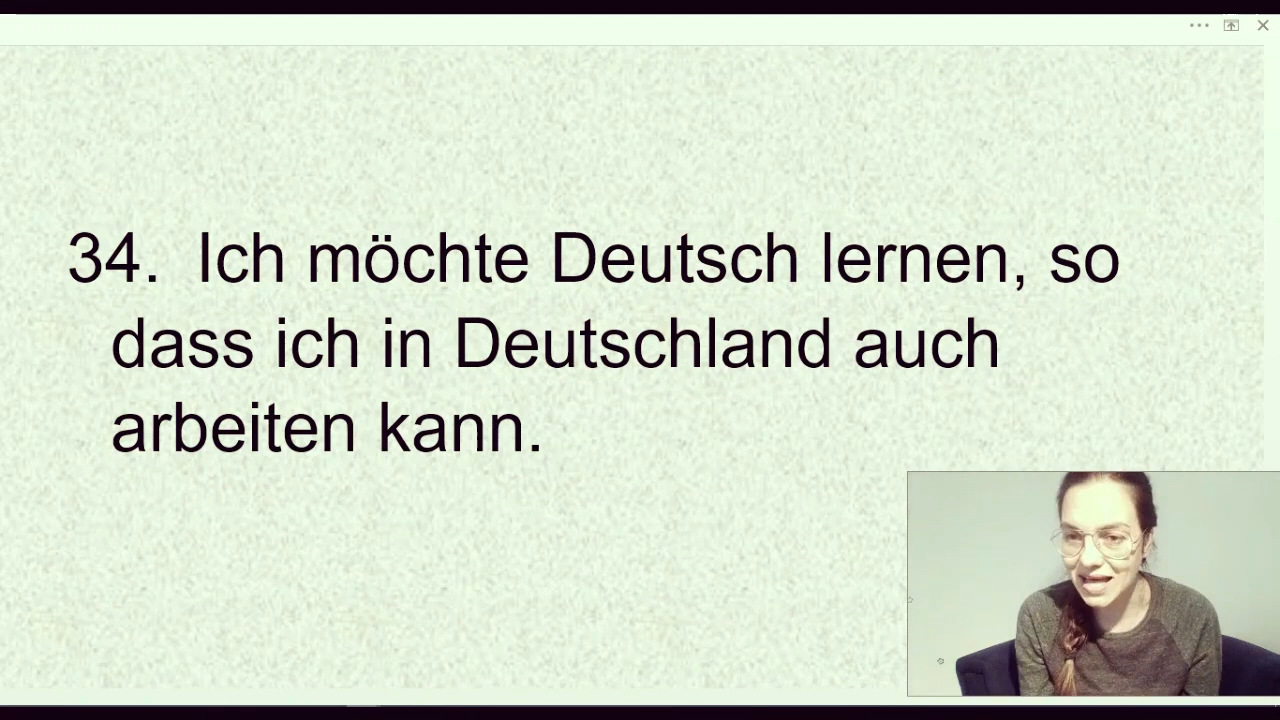 34. Ich möchte Deutsch lernen, so
dass ich in Deutschland auch
arbeiten kann.